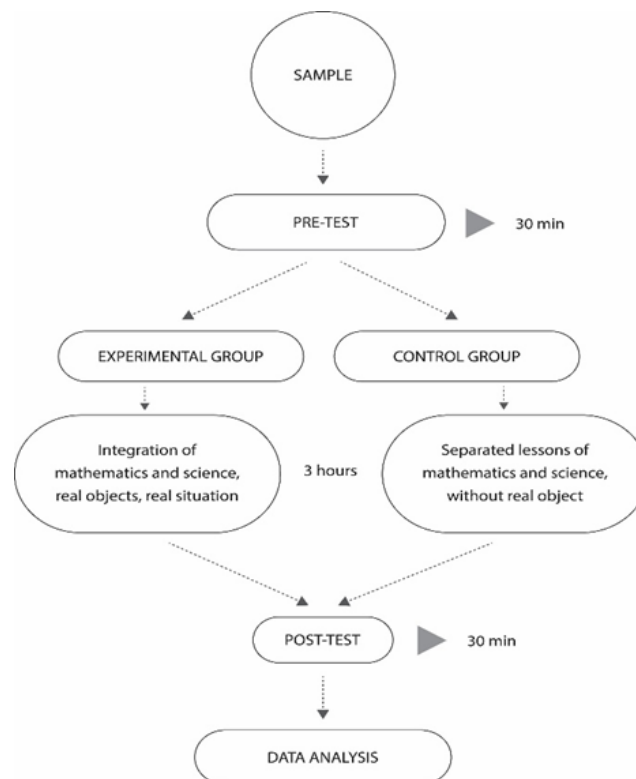 SAMPLE
PRE-TEST
30 min
EXPERIMENTAL GROUP
CONTROL GROUP
Integration of
mathematics and science,
real objects, real situation
3 hours
Separated lessons of
mathematics and science,
without real object
POST-TEST
30 min
DATA ANALYSIS